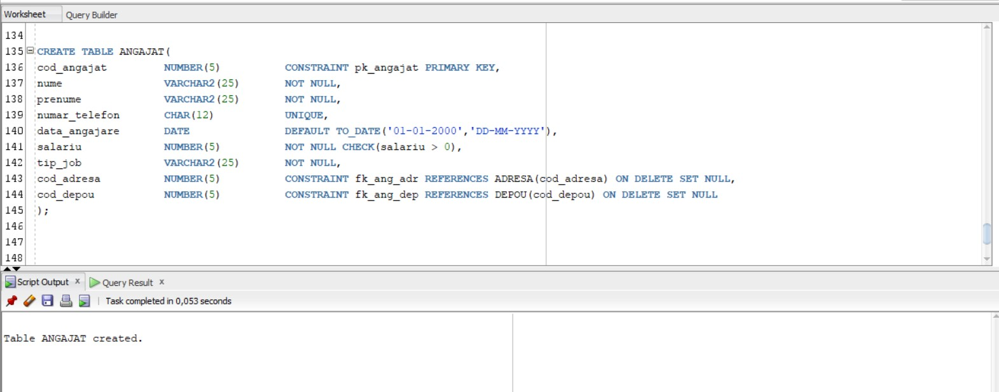 Worksheet Query Builder
134
135 CREATE TABLE ANGAJAT(
136 cod_angajat NUMBER(5) CONSTRAINT pk_angajat PRIMARY KEY,
137 nume VARCHAR2(25) NOT NULL,
138 prenume VARCHAR2(25) NOT NULL,
139 numar_telefon CHAR(12) UNIQUE,
140 data_angajare DATE DEFAULT TO_DATE('01-01-2000','DD-MM-YYYY'),
141 salariu NUMBER(5) NOT NULL CHECK(salariu > 0),
142 tip_job VARCHAR2(25) NOT NULL,
143 cod_adresa NUMBER(5) CONSTRAINT fk_ang_adr REFERENCES ADRESA(cod_adresa) ON DELETE SET NULL,
144 cod_depou NUMBER(5) CONSTRAINT fk_ang_dep REFERENCES DEPOU(cod_depou) ON DELETE SET NULL
145 );
146
147
148
Script Output x Query Result x
Task completed in 0,053 seconds
Table ANGAJAT created.